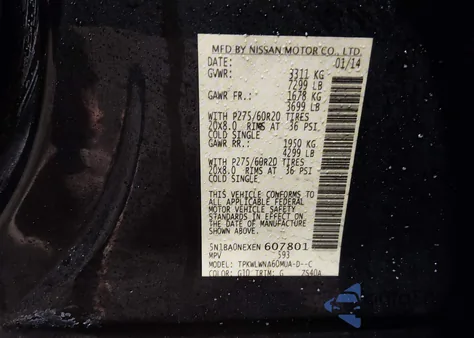 MFD BY NISSAN MOTOR CO., LTD.
DATE: 01/14
GVWR: 3311 KG
7299 LB
GAWR FR.: 1678 KG
3699 LB
WITH P275/60R20 TIRES
20X8.0 RIMS AT 36 PSI
COLD SINGLE
GAWR RR.: 1950 KG
4299 LB
WITH P275/60R20 TIRES
20X8.0 RIMS AT 36 PSI
COLD SINGLE
THIS VEHICLE CONFORMS TO
ALL APPLICABLE FEDERAL
MOTOR VEHICLE SAFETY
STANDARDS IN EFFECT ON
THE DATE OF MANUFACTURE
SHOWN ABOVE.
5N1BA0NEXEN 607801
MPV 593
MODEL: TPKWLWNA60MUA-D--C
COLOR: G10 TRIM: G ZS40A